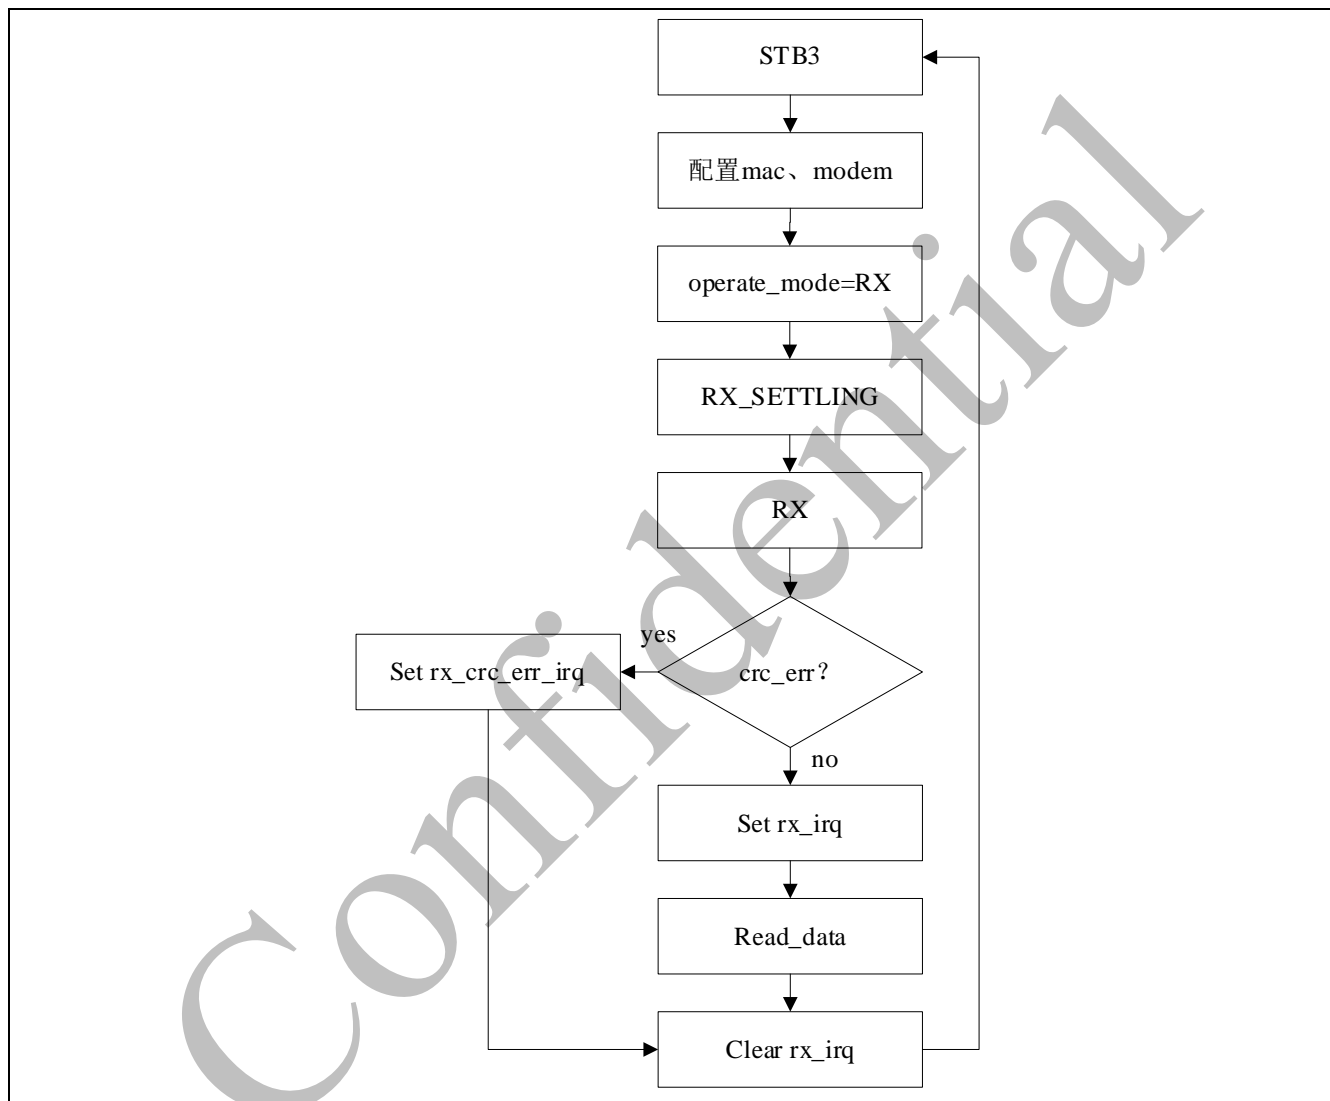 STB3
配置mac、modem
operate_mode=RX
RX_SETTLING
RX
yes
Set rx_crc_err_irq
crc_err？
no
Set rx_irq
Read_data
Clear rx_irq
Confidential